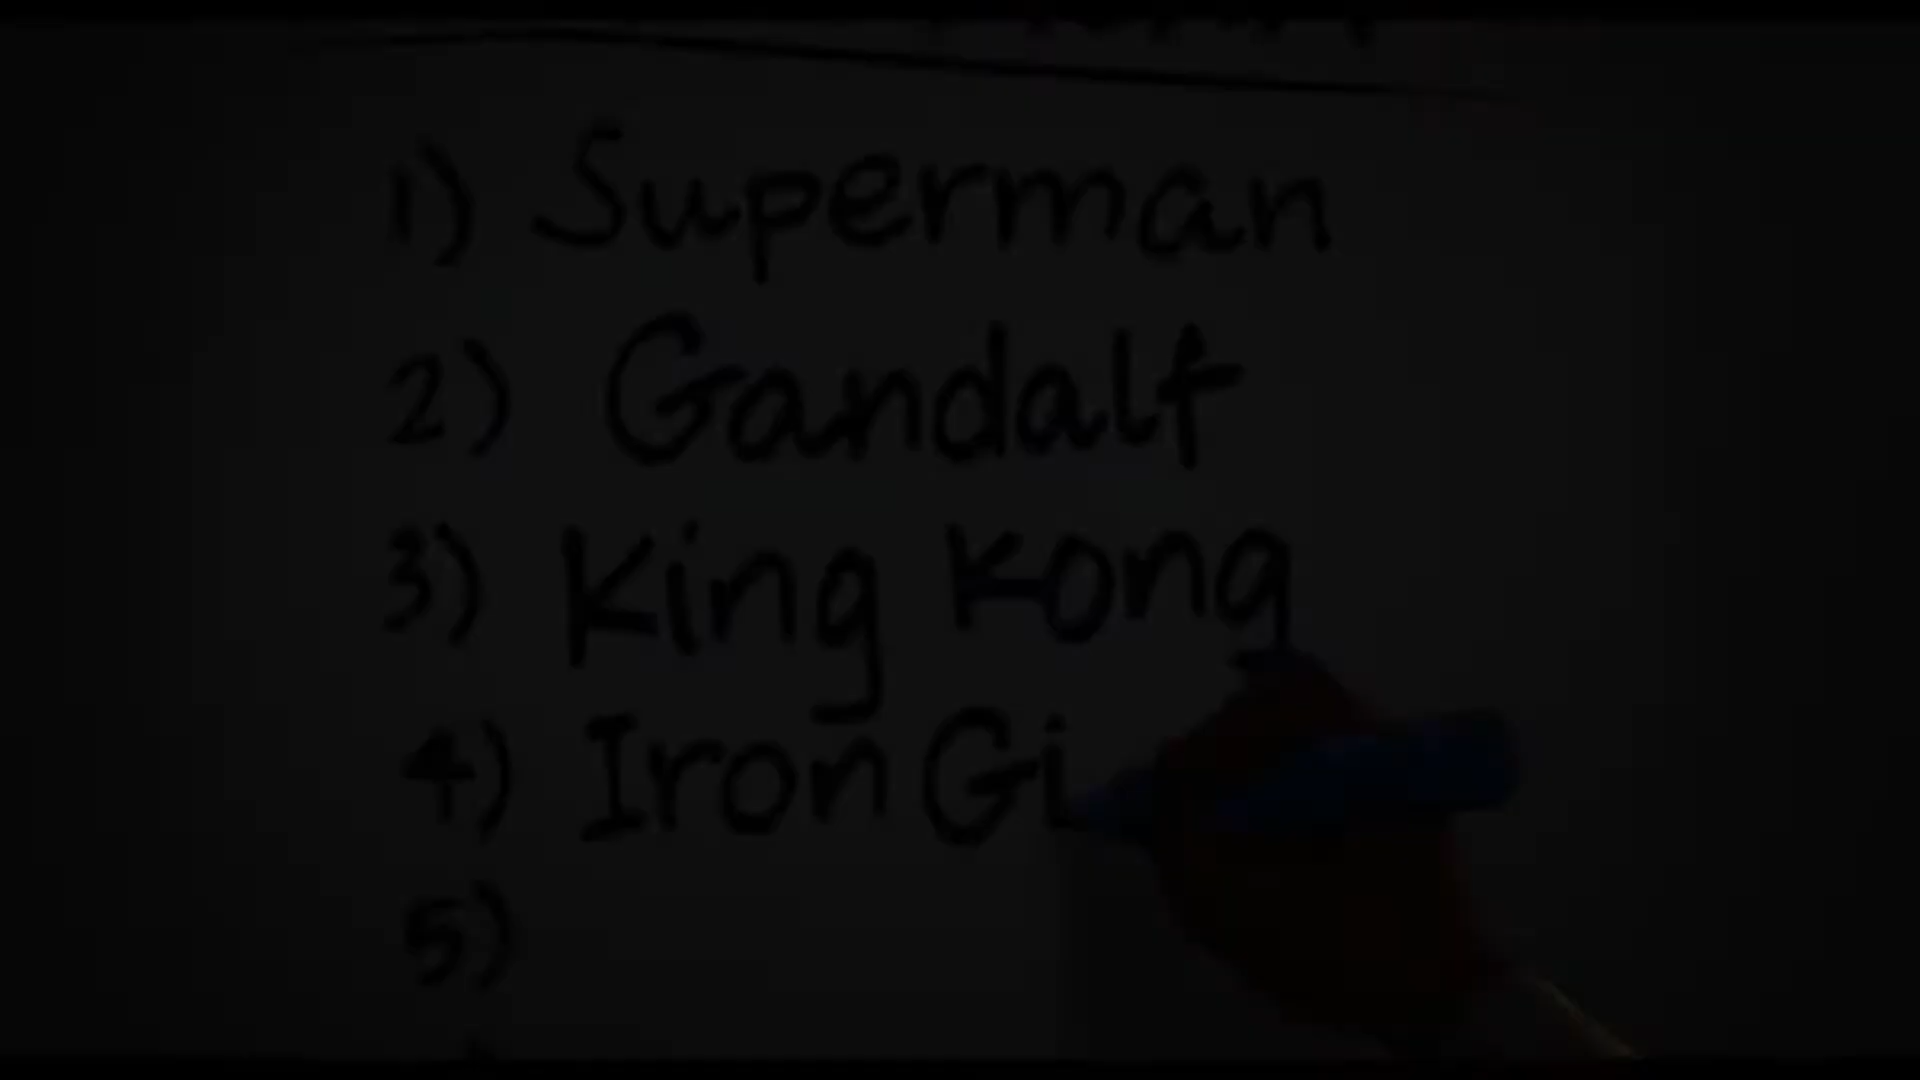 1) Superman
2) Gandalf
3) King Kong
4) Iron Gi
5)